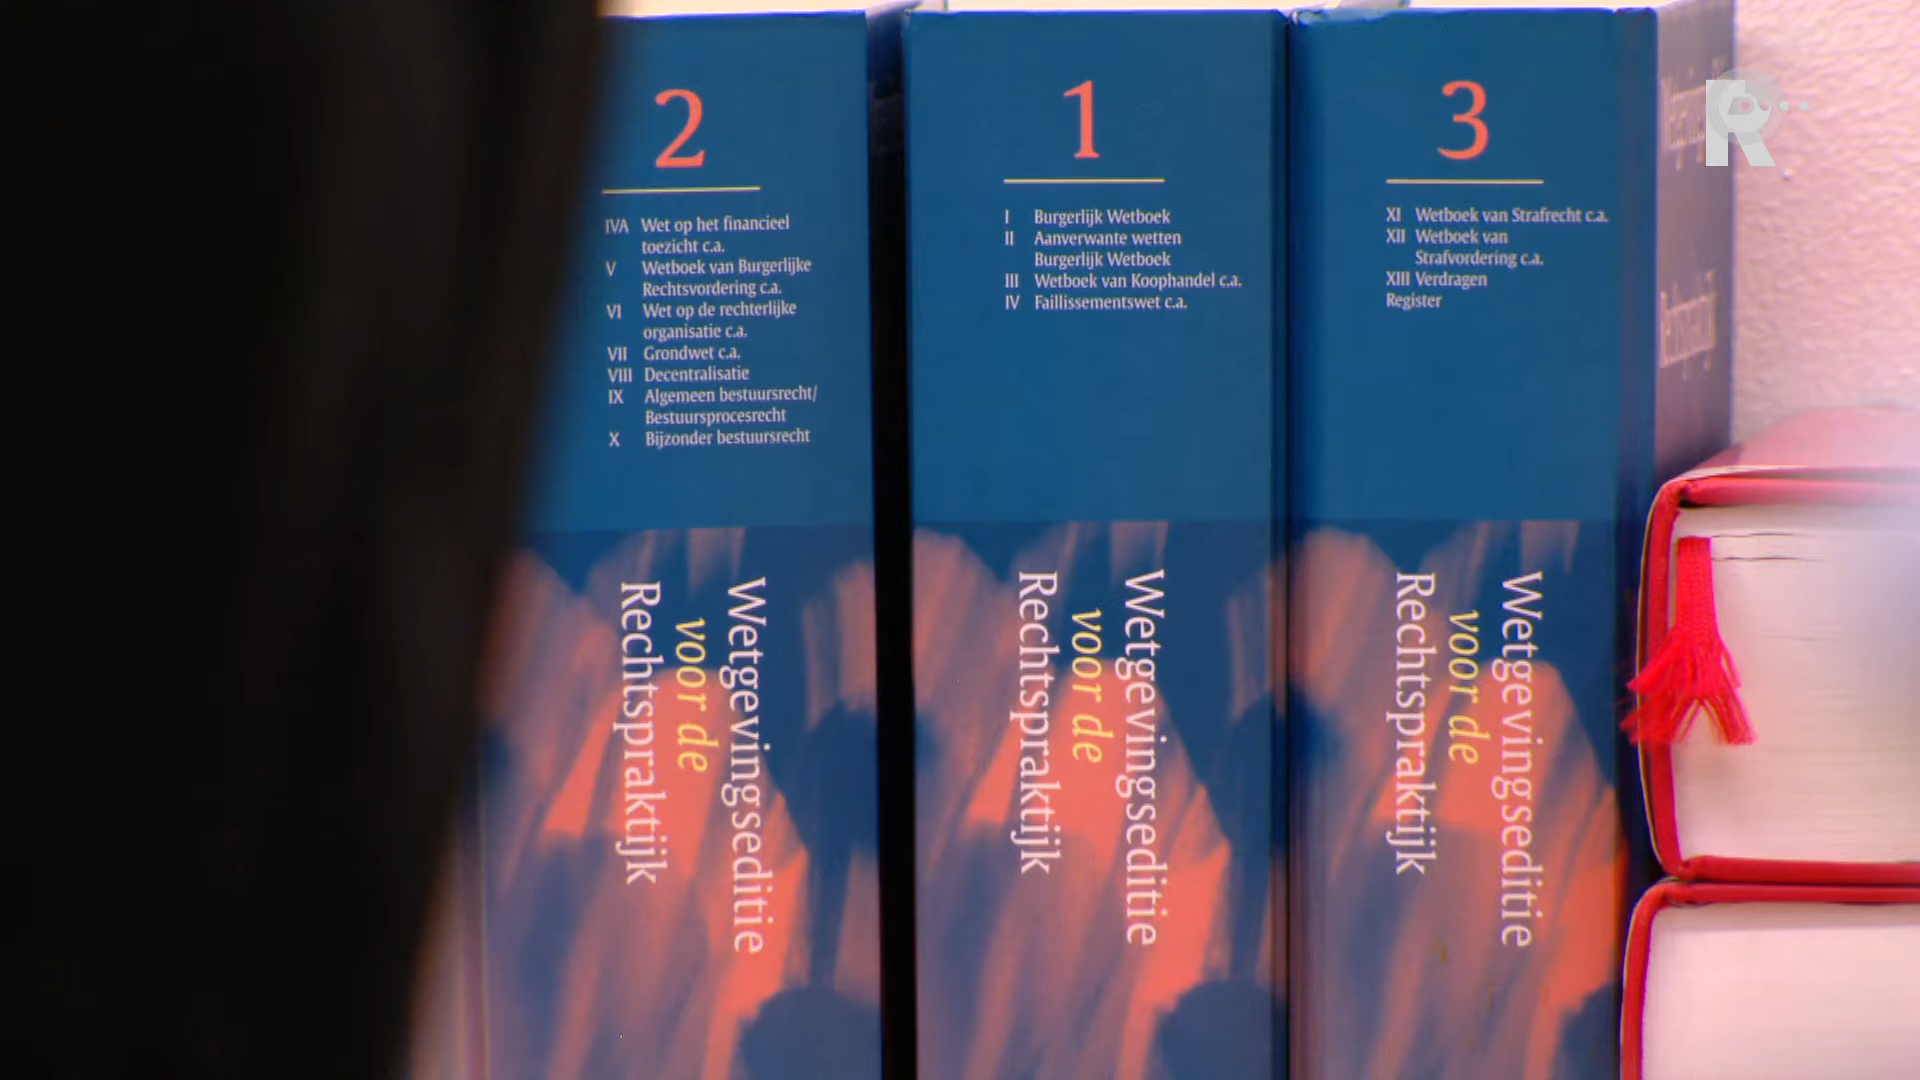 2
IVA Wet op het financieel
toezicht c.a.
V Wetboek van Burgerlijke
Rechtsvordering c.a.
VI Wet op de rechterlijke
organisatie c.a.
VII Grondwet c.a.
VIII Decentralisatie
IX Algemeen bestuursrecht/
Bestuursprocesrecht
X Bijzonder bestuursrecht
Wetgevingseditie
voor de
Rechtspraktijk
1
I Burgerlijk Wetboek
II Aanverwante wetten
Burgerlijk Wetboek
III Wetboek van Koophandel c.a.
IV Faillissementswet c.a.
Wetgevingseditie
voor de
Rechtspraktijk
3
XI Wetboek van Strafrecht c.a.
XII Wetboek van
Strafvordering c.a.
XIII Verdragen
Register
Wetgevingseditie
voor de
Rechtspraktijk
R